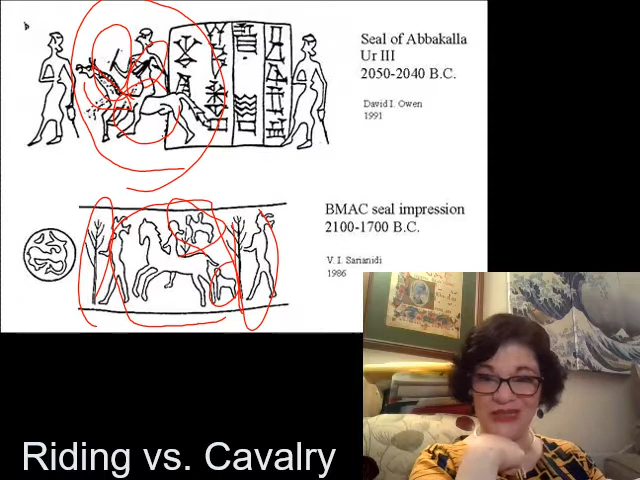 b
Seal of Abbakalla
Ur III
2050-2040 B.C.
David I. Owen
1991
BMAC seal impression
2100-1700 B.C.
V. I. Sarianidi
1986
Riding vs. Cavalry